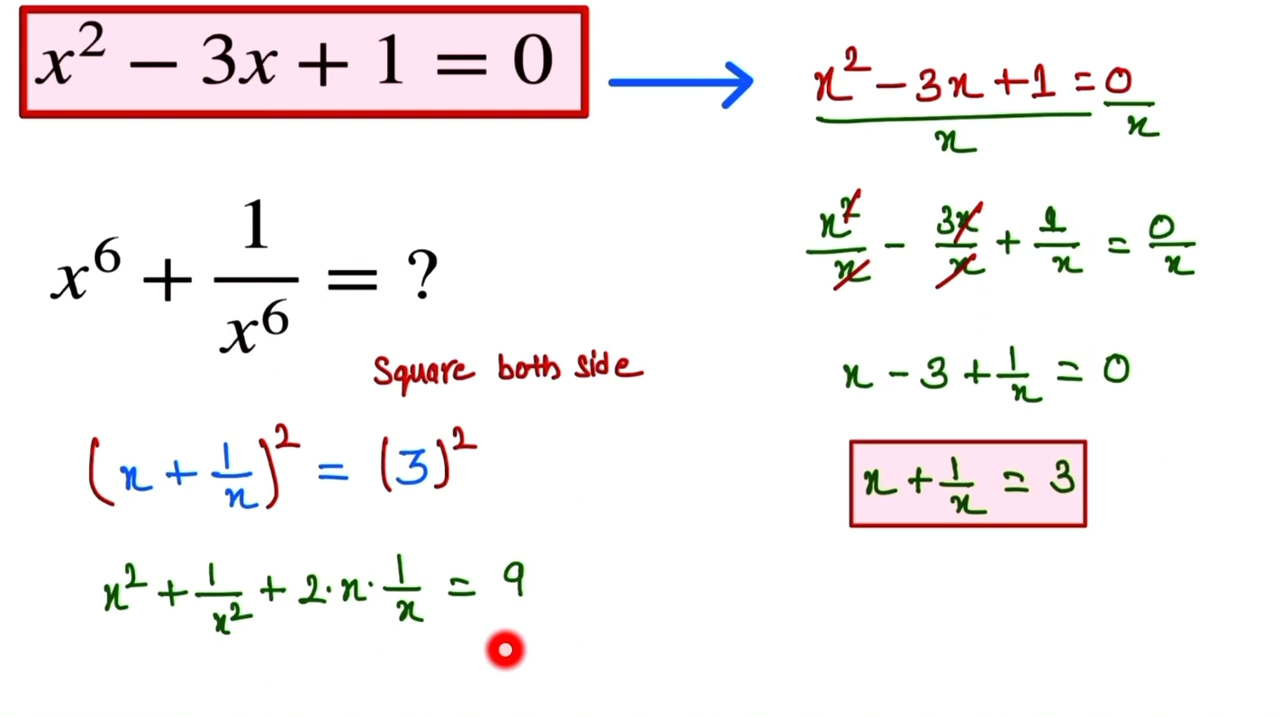 x² − 3x + 1 = 0
x⁶ + 1/x⁶ = ?
Square both side
(x + 1/x)² = (3)²
x² + 1/x² + 2·x·1/x = 9
(x² − 3x + 1)/x = 0/x
x²/x − 3x/x + 1/x = 0/x
x − 3 + 1/x = 0
x + 1/x = 3